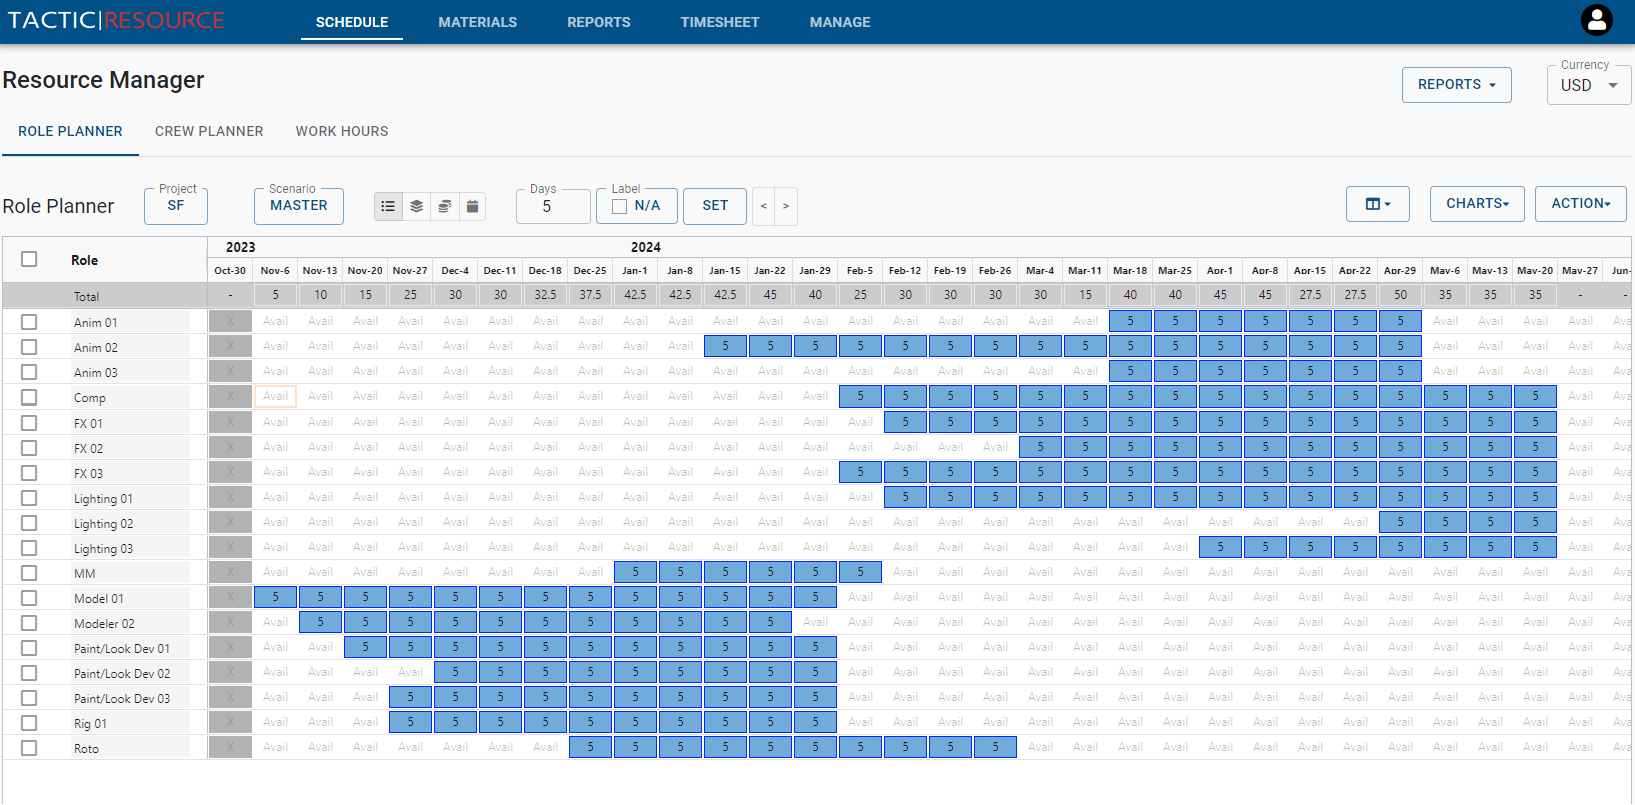 TACTIC|RESOURCE SCHEDULE MATERIALS REPORTS TIMESHEET MANAGE
Resource Manager REPORTS Currency USD
ROLE PLANNER CREW PLANNER WORK HOURS
Role Planner Project SF Scenario MASTER Days 5 Label N/A SET < > CHARTS ACTION
2023 2024
Role Oct-30 Nov-6 Nov-13 Nov-20 Nov-27 Dec-4 Dec-11 Dec-18 Dec-25 Jan-1 Jan-8 Jan-15 Jan-22 Jan-29 Feb-5 Feb-12 Feb-19 Feb-26 Mar-4 Mar-11 Mar-18 Mar-25 Apr-1 Apr-8 Apr-15 Apr-22 Apr-29 May-6 May-13 May-20 May-27 Jun-
Total - 5 10 15 25 30 30 32.5 37.5 42.5 42.5 42.5 45 40 25 30 30 30 30 15 40 40 45 45 27.5 27.5 50 35 35 35 - -
Anim 01 X Avail Avail Avail Avail Avail Avail Avail Avail Avail Avail Avail Avail Avail Avail Avail Avail Avail Avail Avail 5 5 5 5 5 5 5 Avail Avail Avail Avail Ava
Anim 02 X Avail Avail Avail Avail Avail Avail Avail Avail Avail Avail 5 5 5 5 5 5 5 5 5 5 5 5 5 5 5 5 Avail Avail Avail Avail Ava
Anim 03 X Avail Avail Avail Avail Avail Avail Avail Avail Avail Avail Avail Avail Avail Avail Avail Avail Avail Avail Avail 5 5 5 5 5 5 5 Avail Avail Avail Avail Ava
Comp X Avail Avail Avail Avail Avail Avail Avail Avail Avail Avail Avail Avail Avail 5 5 5 5 5 5 5 5 5 5 5 5 5 5 5 5 Avail Ava
FX 01 X Avail Avail Avail Avail Avail Avail Avail Avail Avail Avail Avail Avail Avail Avail 5 5 5 5 5 5 5 5 5 5 5 5 5 5 5 Avail Ava
FX 02 X Avail Avail Avail Avail Avail Avail Avail Avail Avail Avail Avail Avail Avail Avail Avail Avail Avail 5 5 5 5 5 5 5 5 5 5 5 5 Avail Ava
FX 03 X Avail Avail Avail Avail Avail Avail Avail Avail Avail Avail Avail Avail Avail 5 5 5 5 5 5 5 5 5 5 5 5 5 5 5 5 Avail Ava
Lighting 01 X Avail Avail Avail Avail Avail Avail Avail Avail Avail Avail Avail Avail Avail Avail 5 5 5 5 5 5 5 5 5 5 5 5 5 5 5 Avail Ava
Lighting 02 X Avail Avail Avail Avail Avail Avail Avail Avail Avail Avail Avail Avail Avail Avail Avail Avail Avail Avail Avail Avail Avail Avail Avail Avail Avail 5 5 5 5 Avail Ava
Lighting 03 X Avail Avail Avail Avail Avail Avail Avail Avail Avail Avail Avail Avail Avail Avail Avail Avail Avail Avail Avail Avail Avail 5 5 5 5 5 5 5 5 Avail Ava
MM X Avail Avail Avail Avail Avail Avail Avail Avail 5 5 5 5 5 5 Avail Avail Avail Avail Avail Avail Avail Avail Avail Avail Avail Avail Avail Avail Avail Avail Ava
Model 01 X 5 5 5 5 5 5 5 5 5 5 5 5 5 Avail Avail Avail Avail Avail Avail Avail Avail Avail Avail Avail Avail Avail Avail Avail Avail Avail Ava
Modeler 02 X Avail 5 5 5 5 5 5 5 5 5 5 5 Avail Avail Avail Avail Avail Avail Avail Avail Avail Avail Avail Avail Avail Avail Avail Avail Avail Avail Ava
Paint/Look Dev 01 X Avail Avail 5 5 5 5 5 5 5 5 5 5 5 Avail Avail Avail Avail Avail Avail Avail Avail Avail Avail Avail Avail Avail Avail Avail Avail Avail Ava
Paint/Look Dev 02 X Avail Avail Avail Avail 5 5 5 5 5 5 5 5 5 Avail Avail Avail Avail Avail Avail Avail Avail Avail Avail Avail Avail Avail Avail Avail Avail Avail Ava
Paint/Look Dev 03 X Avail Avail Avail 5 5 5 5 5 5 5 5 5 5 Avail Avail Avail Avail Avail Avail Avail Avail Avail Avail Avail Avail Avail Avail Avail Avail Avail Ava
Rig 01 X Avail Avail Avail 5 5 5 5 5 5 5 5 5 5 Avail Avail Avail Avail Avail Avail Avail Avail Avail Avail Avail Avail Avail Avail Avail Avail Avail Ava
Roto X Avail Avail Avail Avail Avail Avail Avail 5 5 5 5 5 5 5 5 5 5 Avail Avail Avail Avail Avail Avail Avail Avail Avail Avail Avail Avail Avail Ava